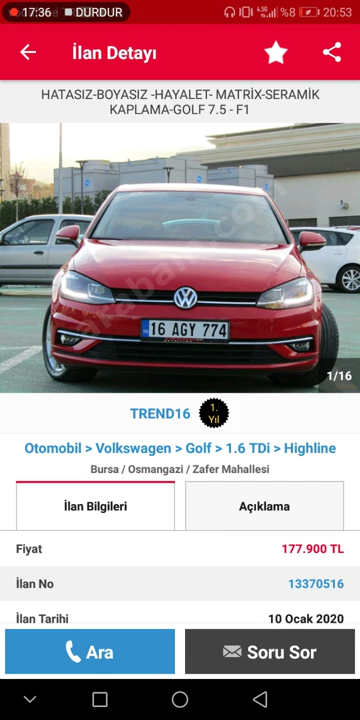 17:36 DURDUR
4.5G %8 20:53
İlan Detayı
HATASIZ-BOYASIZ -HAYALET- MATRİX-SERAMİK
KAPLAMA-GOLF 7.5 - F1
16 AGY 774
1/16
TREND16 1. Yıl
Otomobil > Volkswagen > Golf > 1.6 TDi > Highline
Bursa / Osmangazi / Zafer Mahallesi
İlan Bilgileri Açıklama
Fiyat 177.900 TL
İlan No 13370516
İlan Tarihi 10 Ocak 2020
Ara Soru Sor